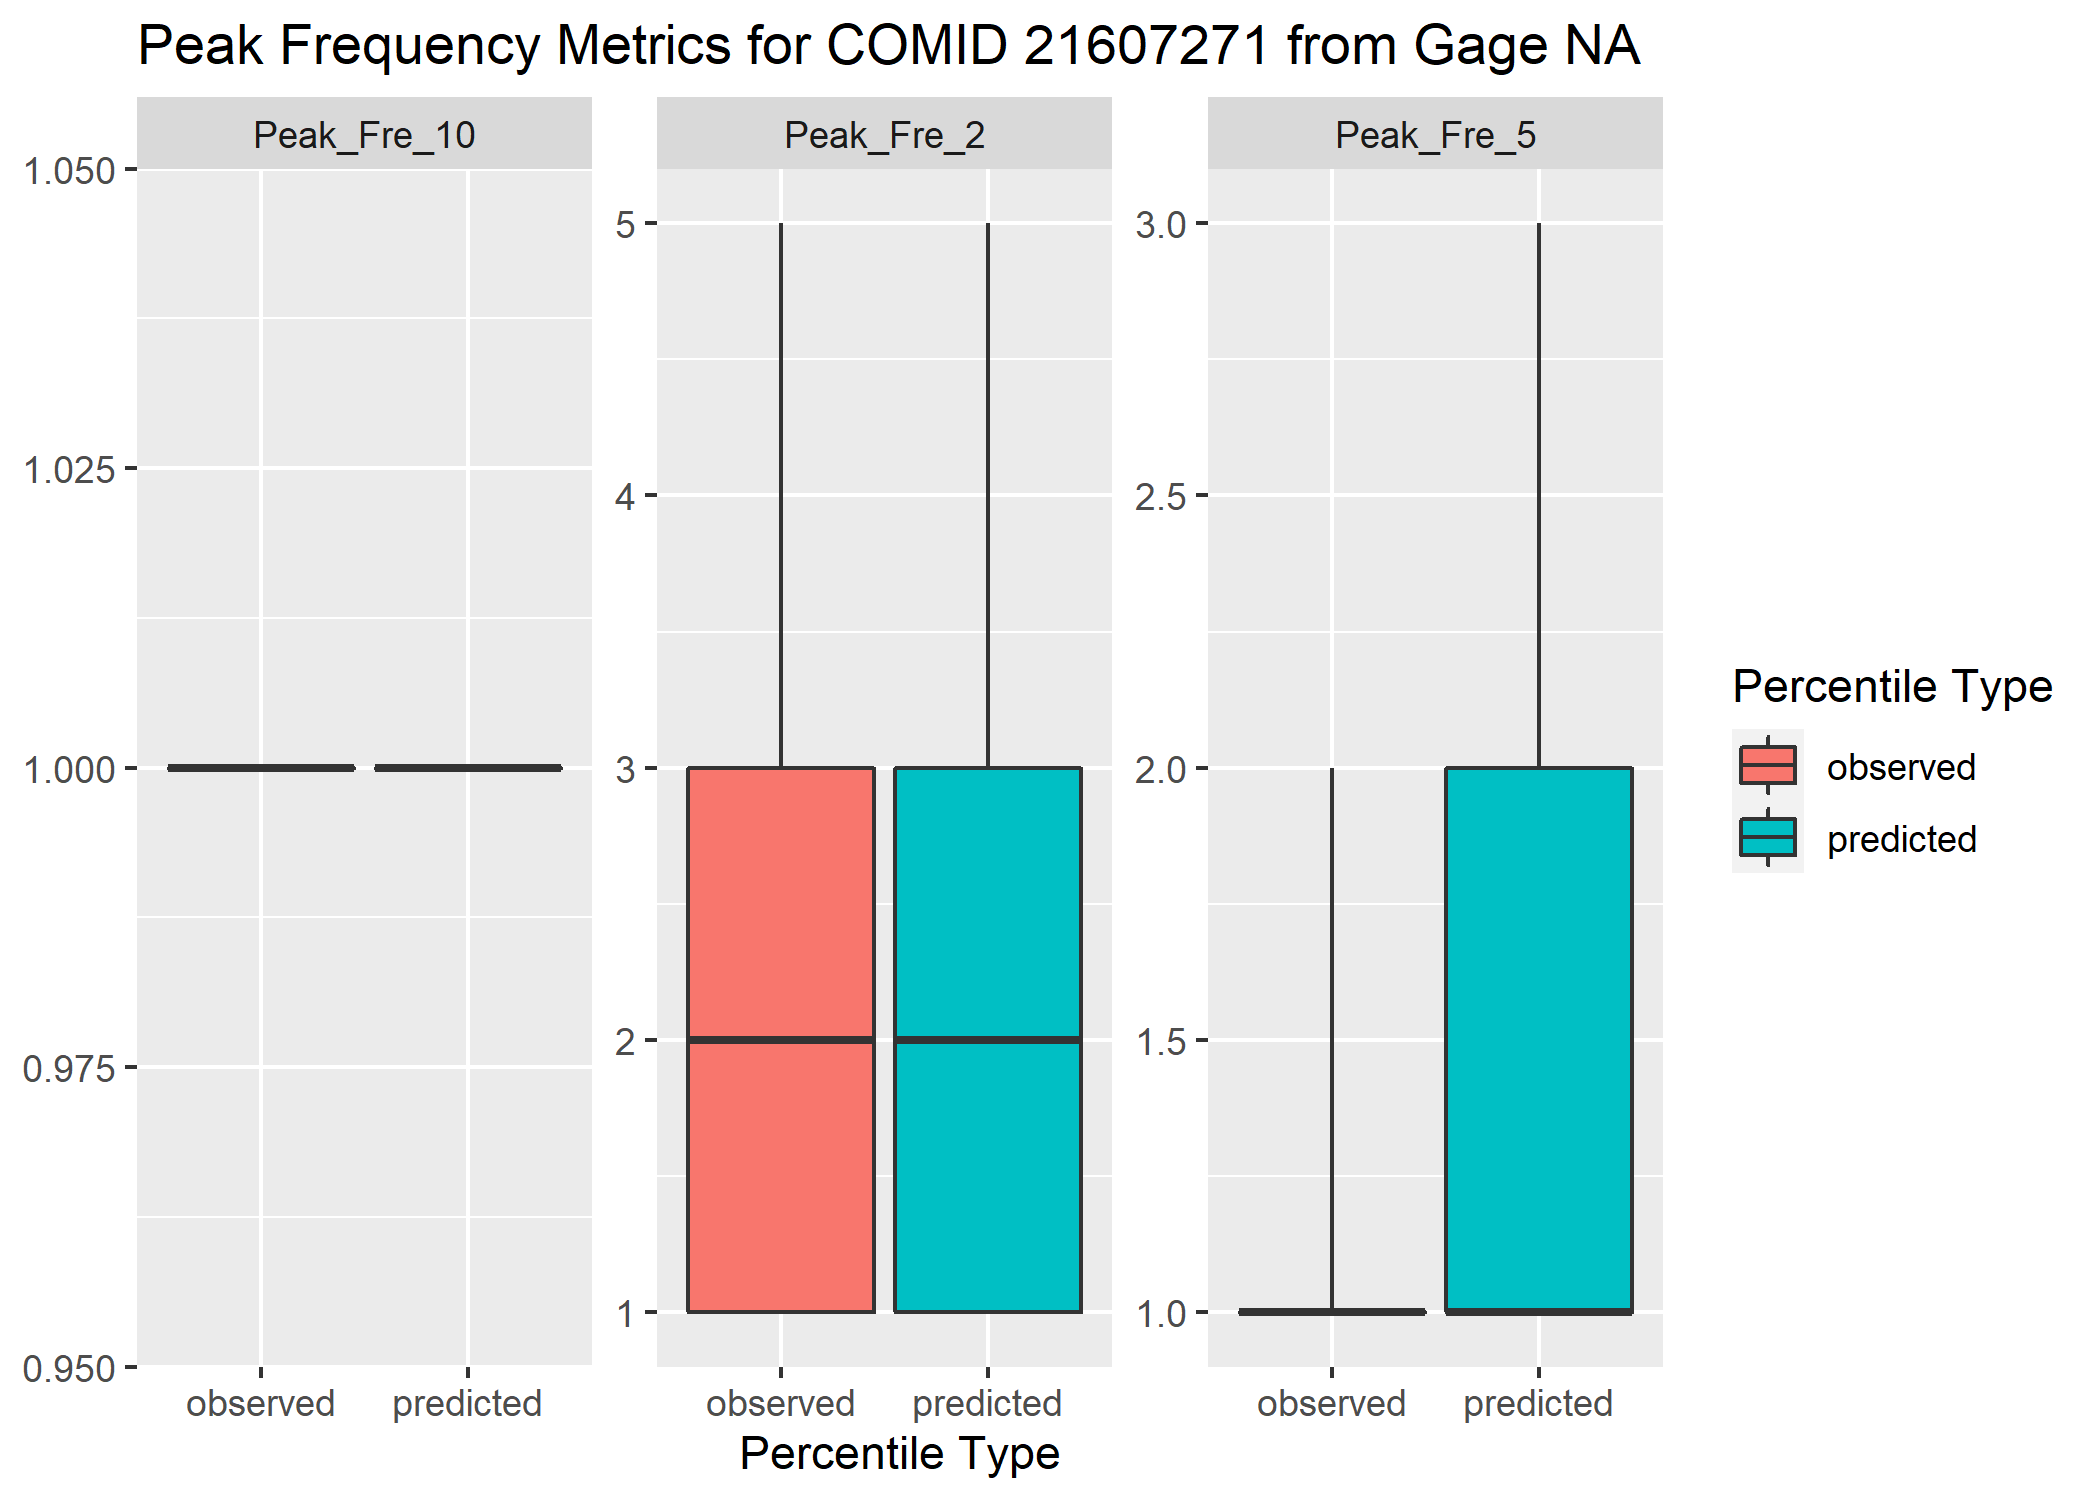 Peak Frequency Metrics for COMID 21607271 from Gage NA
Peak_Fre_10
Peak_Fre_2
Peak_Fre_5
1.050
1.025
1.000
0.975
0.950
5
4
3
2
1
3.0
2.5
2.0
1.5
1.0
observed
predicted
observed
predicted
observed
predicted
Percentile Type
Percentile Type
observed
predicted